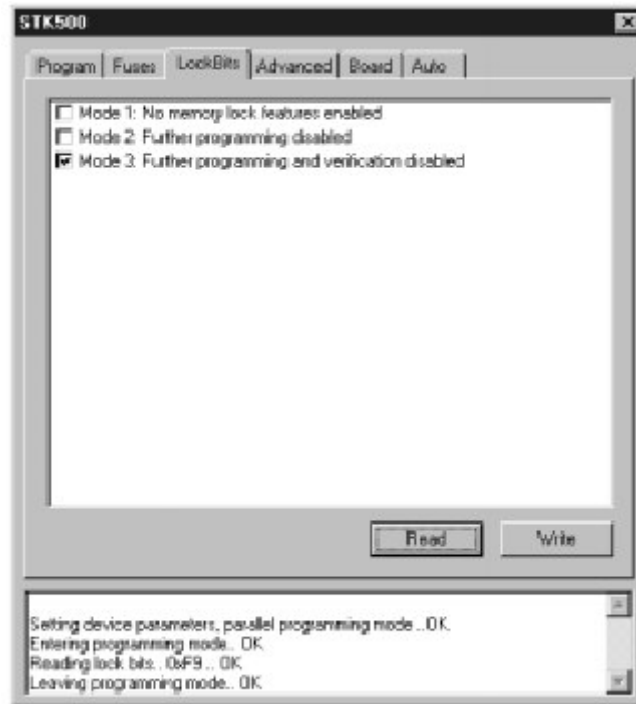 STK500
Program Fuses LockBits Advanced Board Auto
Mode 1: No memory lock features enabled
Mode 2: Further programming disabled
Mode 3: Further programming and verification disabled
Read Write
Setting device parameters, parallel programming mode .. OK
Entering programming mode.. OK
Reading lock bits.. 0xF9 .. OK
Leaving programming mode.. OK